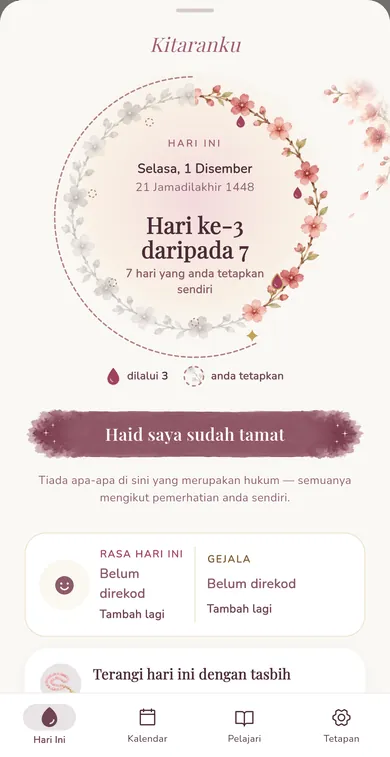 Kitaranku
HARI INI
Selasa, 1 Disember
21 Jamadilakhir 1448
Hari ke-3
daripada 7
7 hari yang anda tetapkan
sendiri
dilalui 3
anda tetapkan
Haid saya sudah tamat
Tiada apa-apa di sini yang merupakan hukum — semuanya
mengikut pemerhatian anda sendiri.
RASA HARI INI
Belum
direkod
Tambah lagi
GEJALA
Belum direkod
Tambah lagi
Terangi hari ini dengan tasbih
Hari Ini
Kalendar
Pelajari
Tetapan